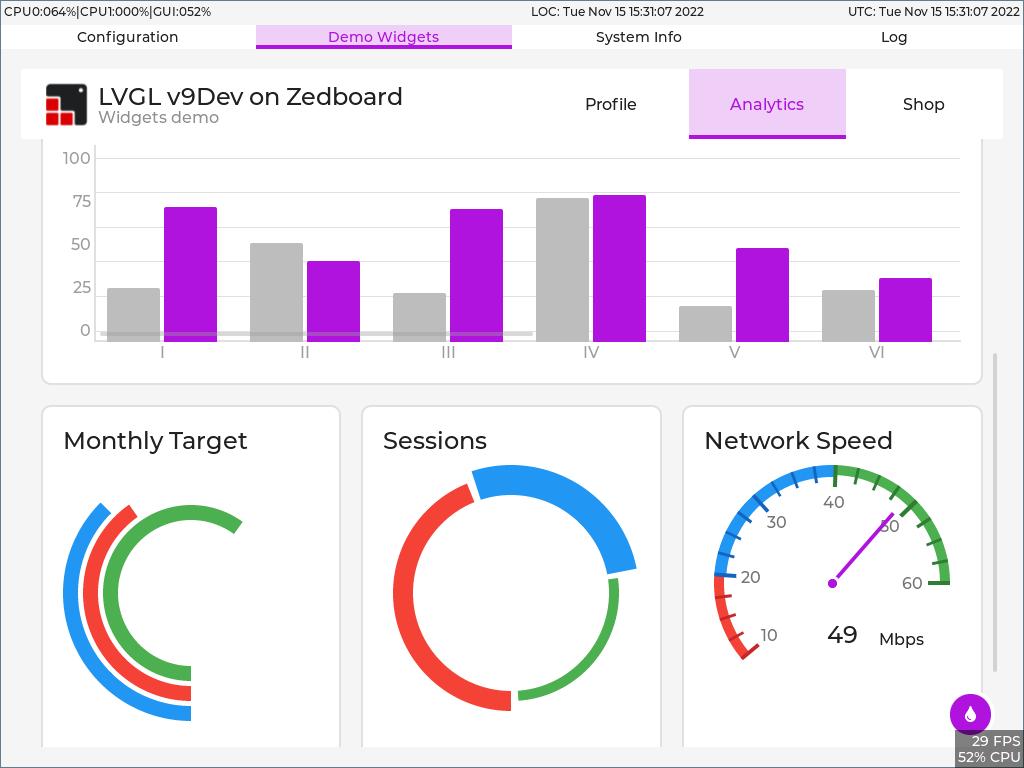 CPU0:064%|CPU1:000%|GUI:052% LOC: Tue Nov 15 15:31:07 2022 UTC: Tue Nov 15 15:31:07 2022
Configuration Demo Widgets System Info Log
LVGL v9Dev on Zedboard
Widgets demo
Profile Analytics Shop
100
75
50
25
0
I II III IV V VI
Monthly Target Sessions Network Speed
10 20 30 40 50 60
49 Mbps
29 FPS
52% CPU